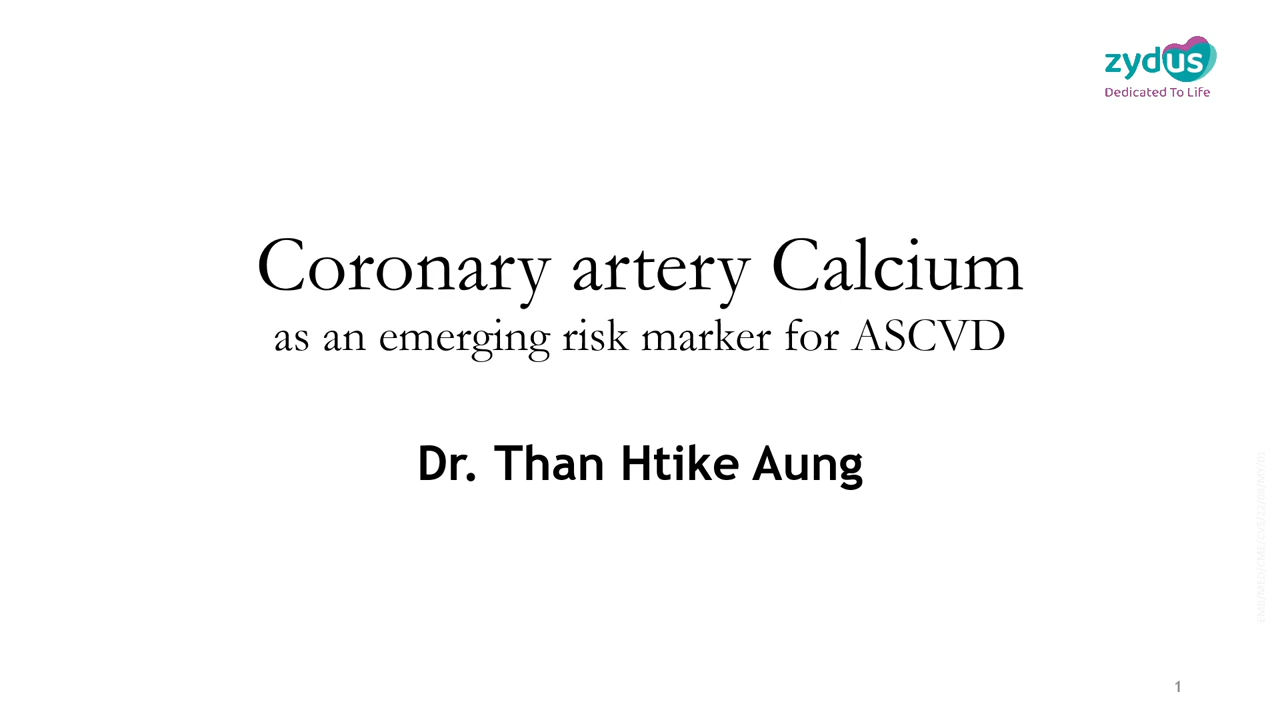 zydus
Dedicated To Life
Coronary artery Calcium
as an emerging risk marker for ASCVD
Dr. Than Htike Aung
1